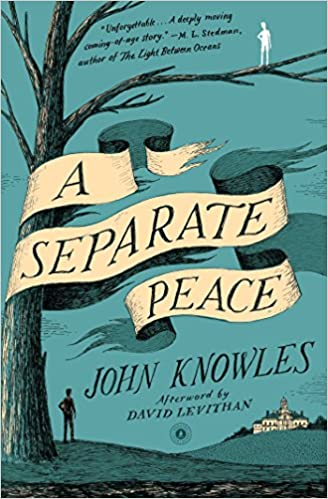 "Unforgettable . . . A deeply moving
coming-of-age story." —M. L. Stedman,
author of The Light Between Oceans
A
SEPARATE
PEACE
JOHN KNOWLES
Afterword by
DAVID LEVITHAN